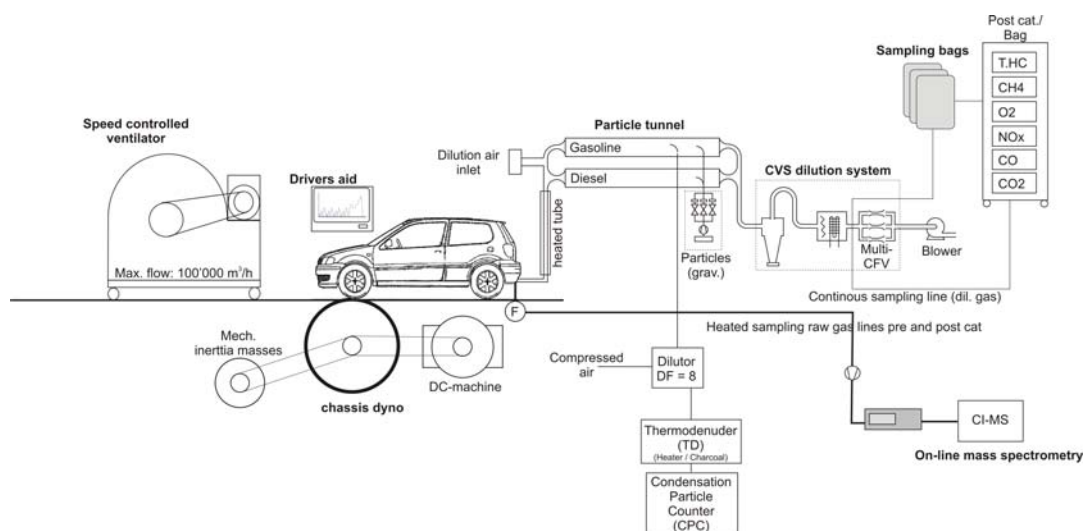 Post cat./
Bag
Sampling bags
T.HC
CH4
O2
NOx
CO
CO2
Speed controlled
ventilator
Particle tunnel
Dilution air
inlet
Gasoline
Diesel
CVS dilution system
Drivers aid
heated tube
Max. flow: 100'000 m³/h
Particles
(grav.)
Multi-
CFV
Blower
Continous sampling line (dil. gas)
F
Heated sampling raw gas lines pre and post cat
Mech.
inerttia masses
DC-machine
chassis dyno
Compressed
air
Dilutor
DF = 8
Thermodenuder
(TD)
(Heater / Charcoal)
Condensation
Particle
Counter
(CPC)
CI-MS
On-line mass spectrometry